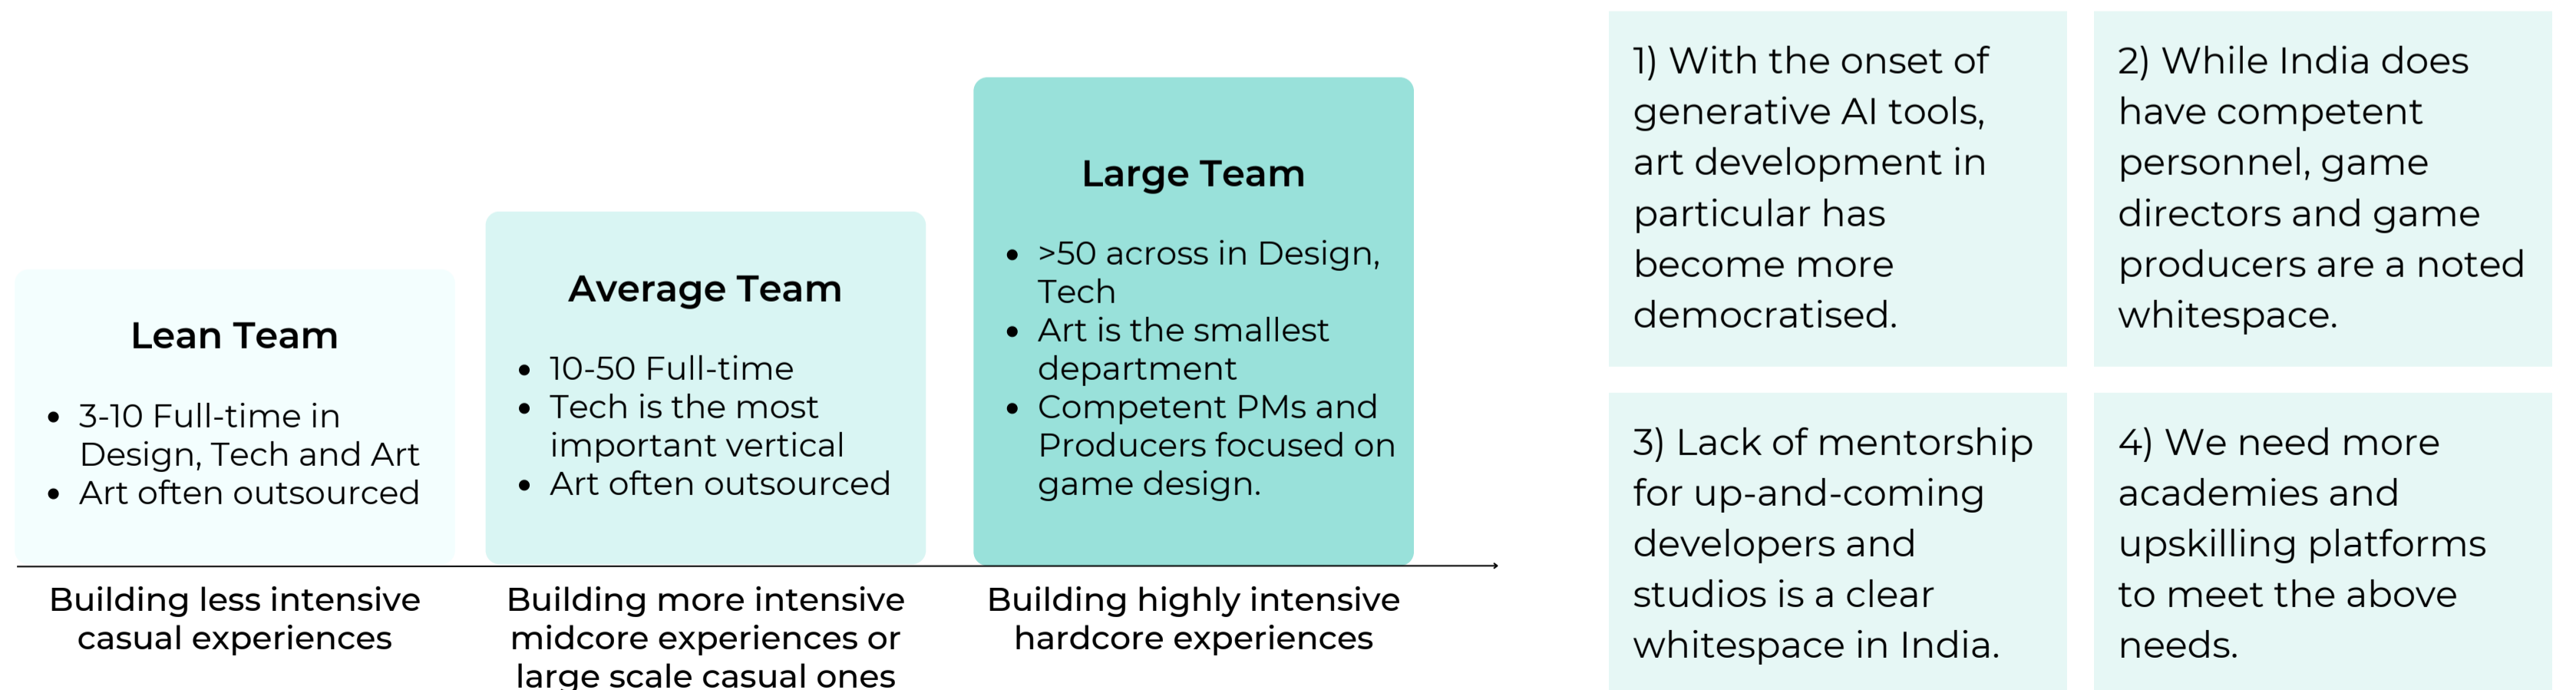 Lean Team
• 3-10 Full-time in
Design, Tech and Art
• Art often outsourced
Building less intensive
casual experiences
Average Team
• 10-50 Full-time
• Tech is the most
important vertical
• Art often outsourced
Building more intensive
midcore experiences or
large scale casual ones
Large Team
• >50 across in Design,
Tech
• Art is the smallest
department
• Competent PMs and
Producers focused on
game design.
Building highly intensive
hardcore experiences
1) With the onset of
generative AI tools,
art development in
particular has
become more
democratised.
2) While India does
have competent
personnel, game
directors and game
producers are a noted
whitespace.
3) Lack of mentorship
for up-and-coming
developers and
studios is a clear
whitespace in India.
4) We need more
academies and
upskilling platforms
to meet the above
needs.